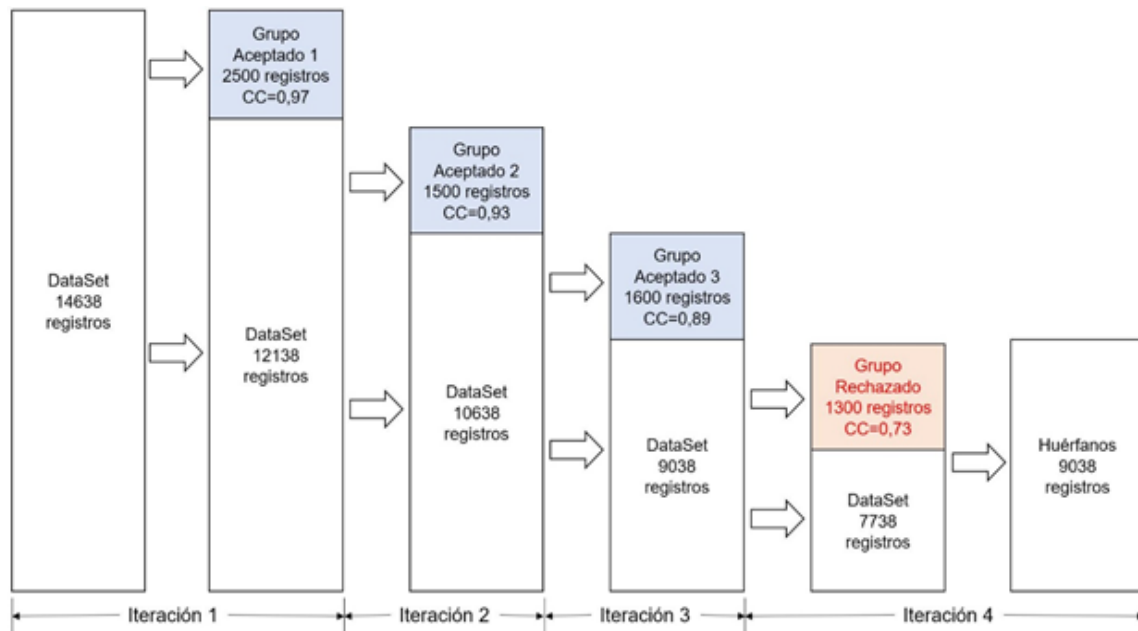 DataSet
14638
registros
Grupo
Aceptado 1
2500 registros
CC=0,97
DataSet
12138
registros
Grupo
Aceptado 2
1500 registros
CC=0,93
DataSet
10638
registros
Grupo
Aceptado 3
1600 registros
CC=0,89
DataSet
9038
registros
Grupo
Rechazado
1300 registros
CC=0,73
DataSet
7738
registros
Huérfanos
9038
registros
Iteración 1
Iteración 2
Iteración 3
Iteración 4